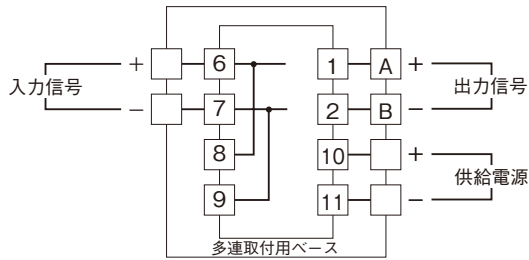 + 6 1 A +
入力信号 出力信号
− 7 2 B −
8 10 +
供給電源
9 11 −
多連取付用ベース